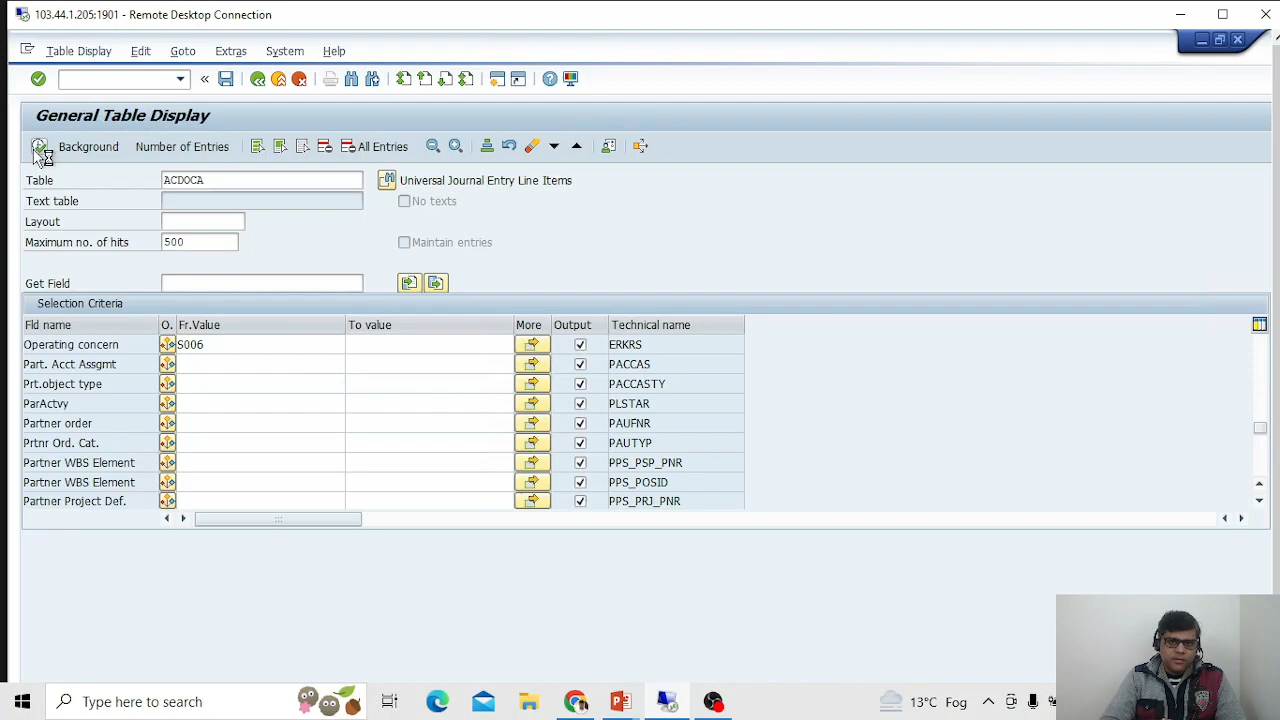 103.44.1.205:1901 - Remote Desktop Connection
Table Display Edit Goto Extras System Help
General Table Display
Background Number of Entries All Entries
Table ACDOCA Universal Journal Entry Line Items
Text table No texts
Layout
Maximum no. of hits 500 Maintain entries
Get Field
Selection Criteria
Fld name O. Fr.Value To value More Output Technical name
Operating concern S006 ERKRS
Part. Acct Assgmt PACCAS
Prt.object type PACCASTY
ParActvy PLSTAR
Partner order PAUFNR
Prtnr Ord. Cat. PAUTYP
Partner WBS Element PPS_PSP_PNR
Partner WBS Element PPS_POSID
Partner Project Def. PPS_PRJ_PNR
Type here to search 13°C Fog